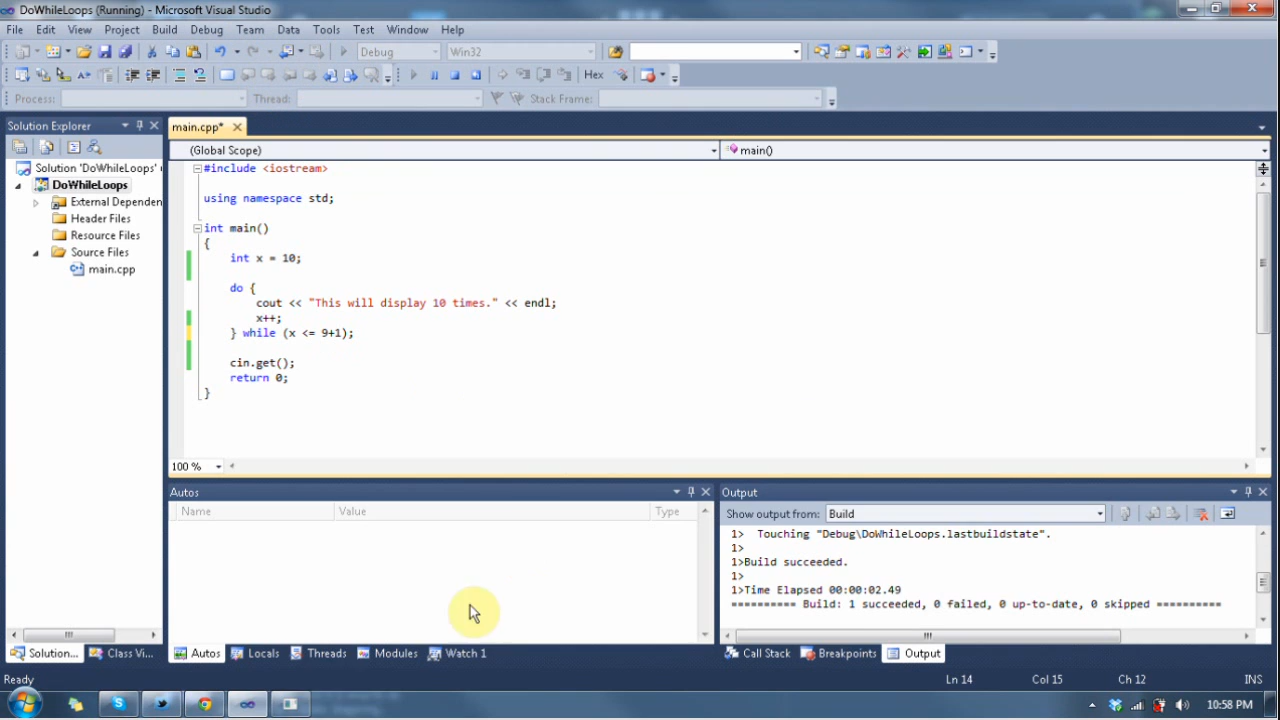 DoWhileLoops (Running) - Microsoft Visual Studio
File Edit View Project Build Debug Team Data Tools Test Window Help
Debug Win32
Hex
Process: Thread: Stack Frame:
Solution Explorer
main.cpp*
(Global Scope) main()
Solution 'DoWhileLoops'
DoWhileLoops
External Dependen
Header Files
Resource Files
Source Files
main.cpp
#include <iostream>
using namespace std;
int main()
{
int x = 10;
do {
cout << "This will display 10 times." << endl;
x++;
} while (x <= 9+1);
cin.get();
return 0;
}
100 %
Autos
Name Value Type
Output
Show output from: Build
1> Touching "Debug\DoWhileLoops.lastbuildstate".
1>
1>Build succeeded.
1>
1>Time Elapsed 00:00:02.49
========== Build: 1 succeeded, 0 failed, 0 up-to-date, 0 skipped ==========
Solution... Class Vi... Autos Locals Threads Modules Watch 1 Call Stack Breakpoints Output
Ready Ln 14 Col 15 Ch 12 INS
10:58 PM